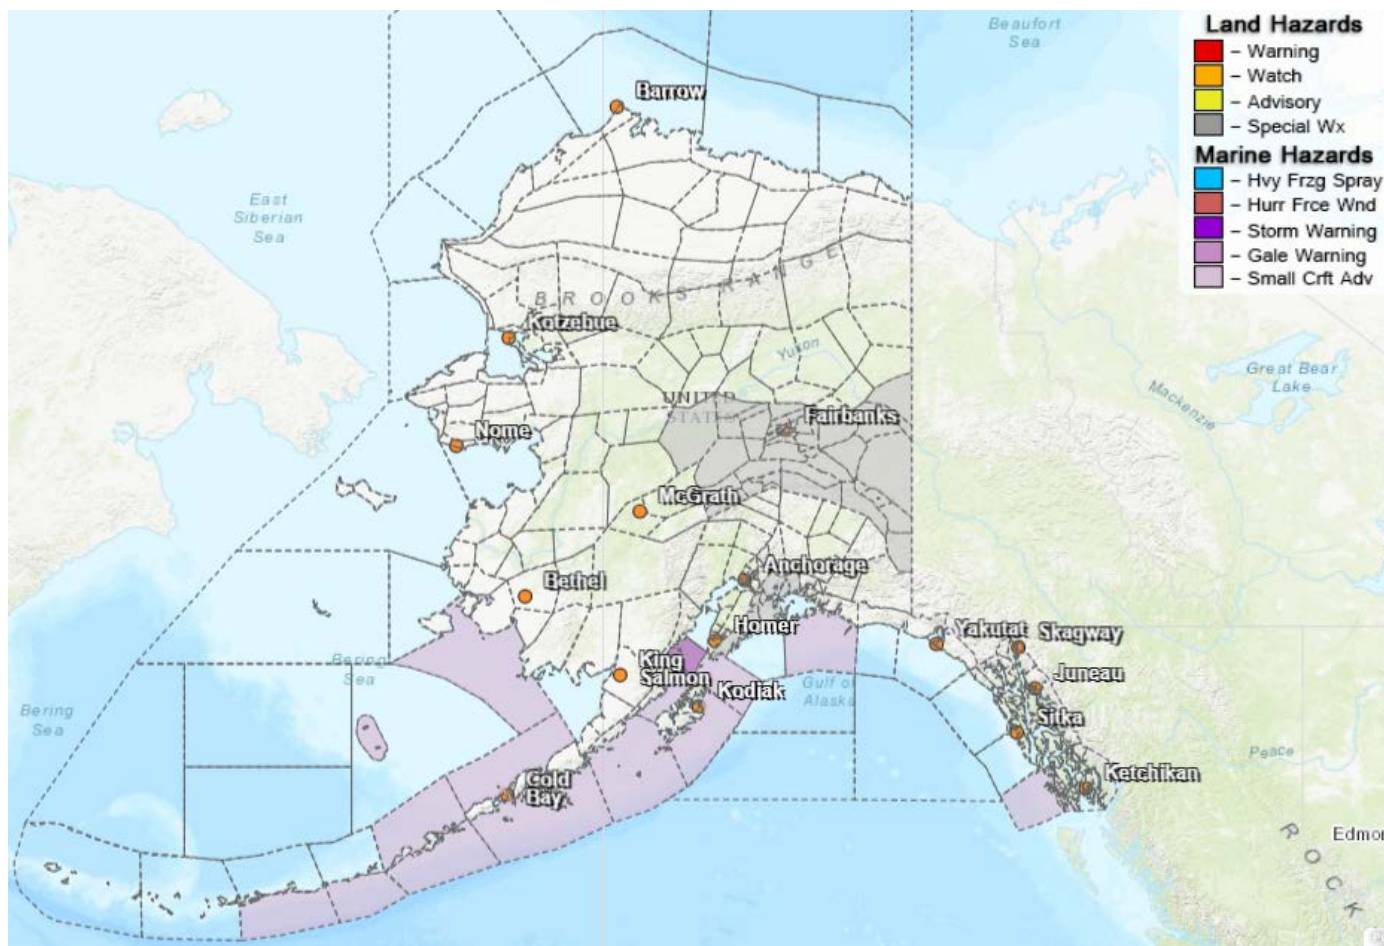 Land Hazards
– Warning
– Watch
– Advisory
– Special Wx
Marine Hazards
– Hvy Frzg Spray
– Hurr Frce Wnd
– Storm Warning
– Gale Warning
– Small Crft Adv
Beaufort
Sea
Barrow
East
Siberian
Sea
BROOKS RANGE
Kotzebue
Yukon
Great Bear
Lake
Mackenzie
UNITED
STATES
Fairbanks
Nome
McGrath
Anchorage
Bethel
Homer
Yakutat
Skagway
King
Salmon
Juneau
Bering
Sea
Kodiak
Gulf of
Alaska
Sitka
Bering
Sea
Peace
Ketchikan
Cold
Bay
Edmo
ROCK